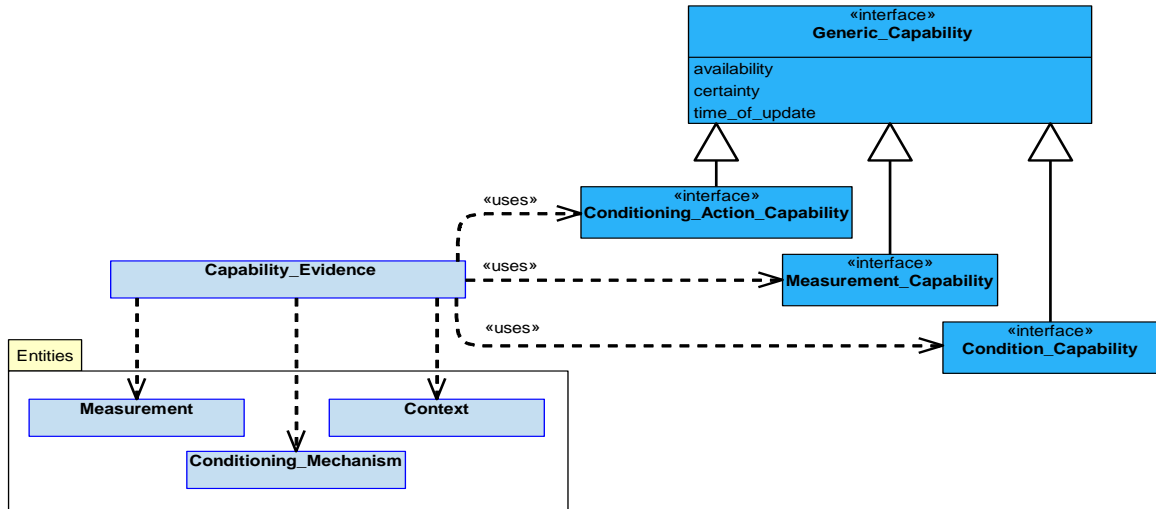 «interface»
Generic_Capability
availability
certainty
time_of_update
«uses»
«interface»
Conditioning_Action_Capability
Capability_Evidence
«uses»
«interface»
Measurement_Capability
«uses»
«interface»
Condition_Capability
Entities
Measurement
Context
Conditioning_Mechanism